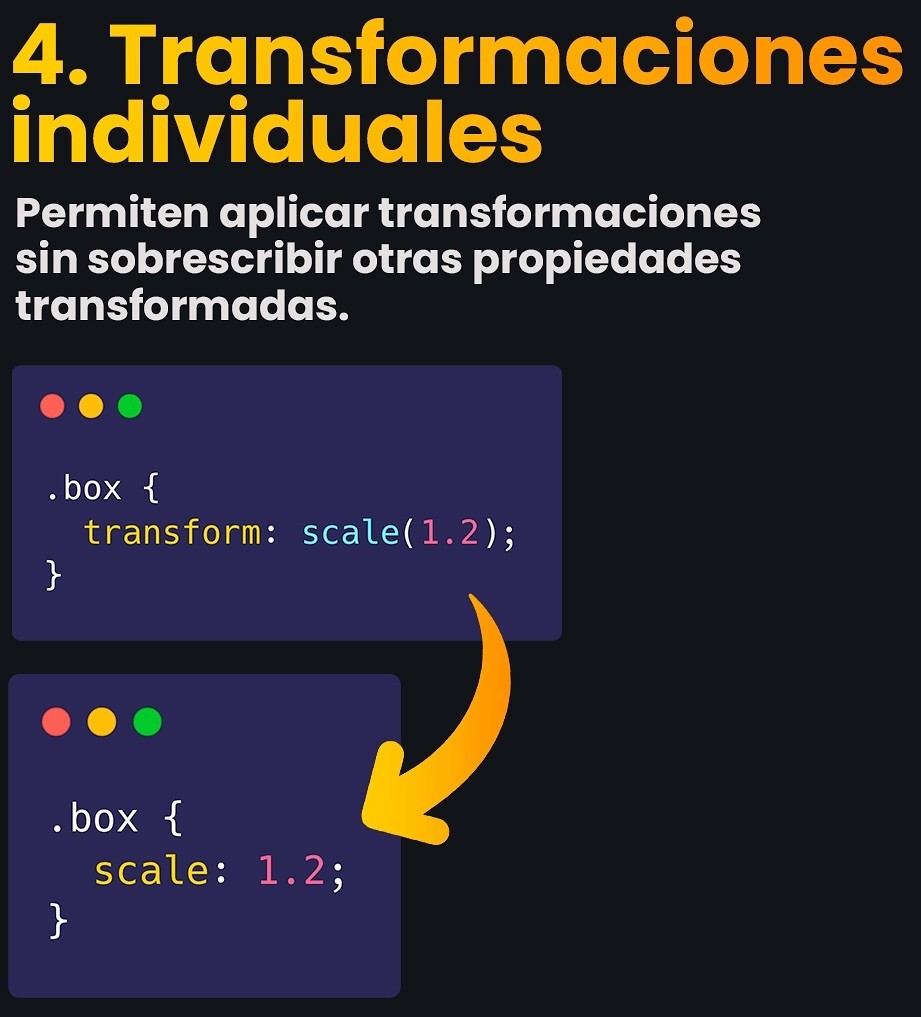 4. Transformaciones
individuales
Permiten aplicar transformaciones
sin sobrescribir otras propiedades
transformadas.
.box {
  transform: scale(1.2);
}
.box {
  scale: 1.2;
}